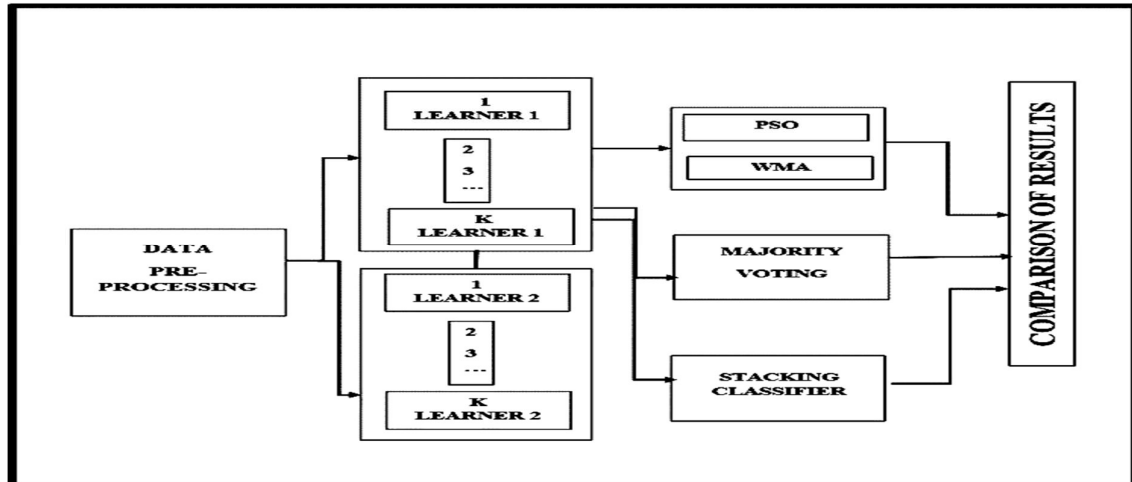 DATA
PRE-
PROCESSING
1
LEARNER 1
2
3
---
K
LEARNER 1
1
LEARNER 2
2
3
---
K
LEARNER 2
PSO
WMA
MAJORITY
VOTING
STACKING
CLASSIFIER
COMPARISON OF RESULTS